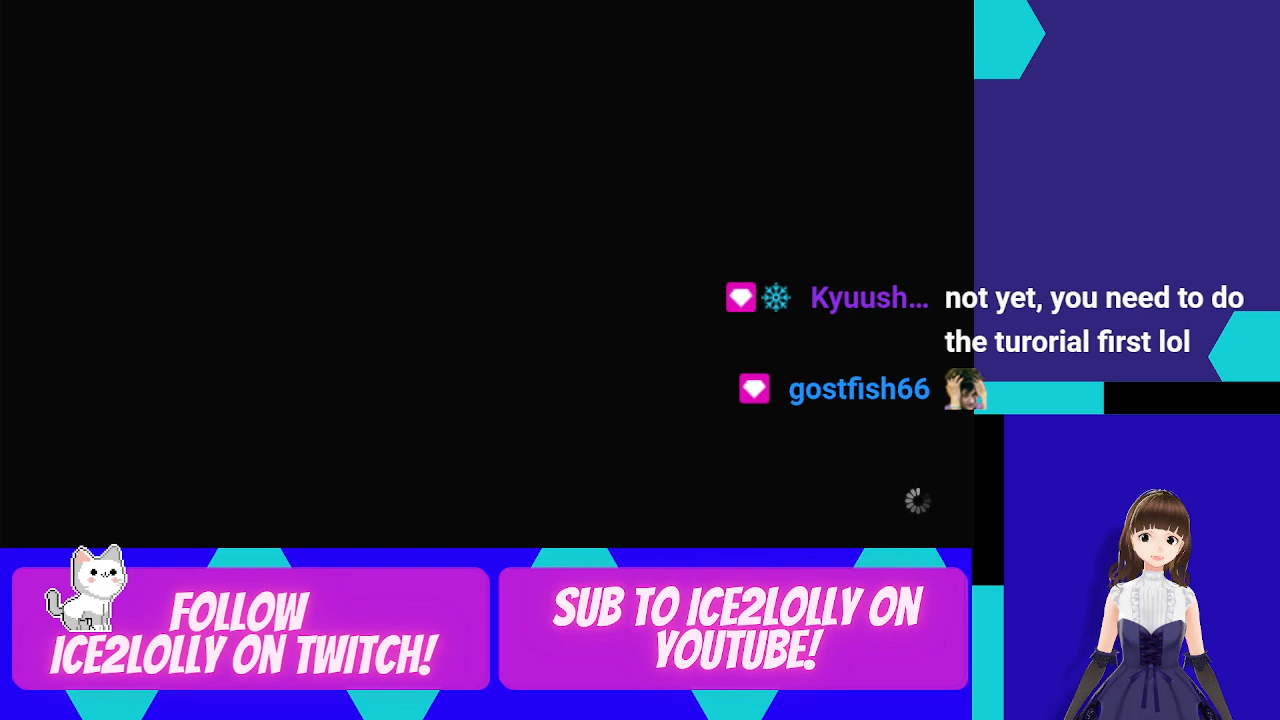 Kyuush... not yet, you need to do
the turorial first lol
gostfish66
FOLLOW
ICE2LOLLY ON TWITCH!
SUB TO ICE2LOLLY ON
YOUTUBE!